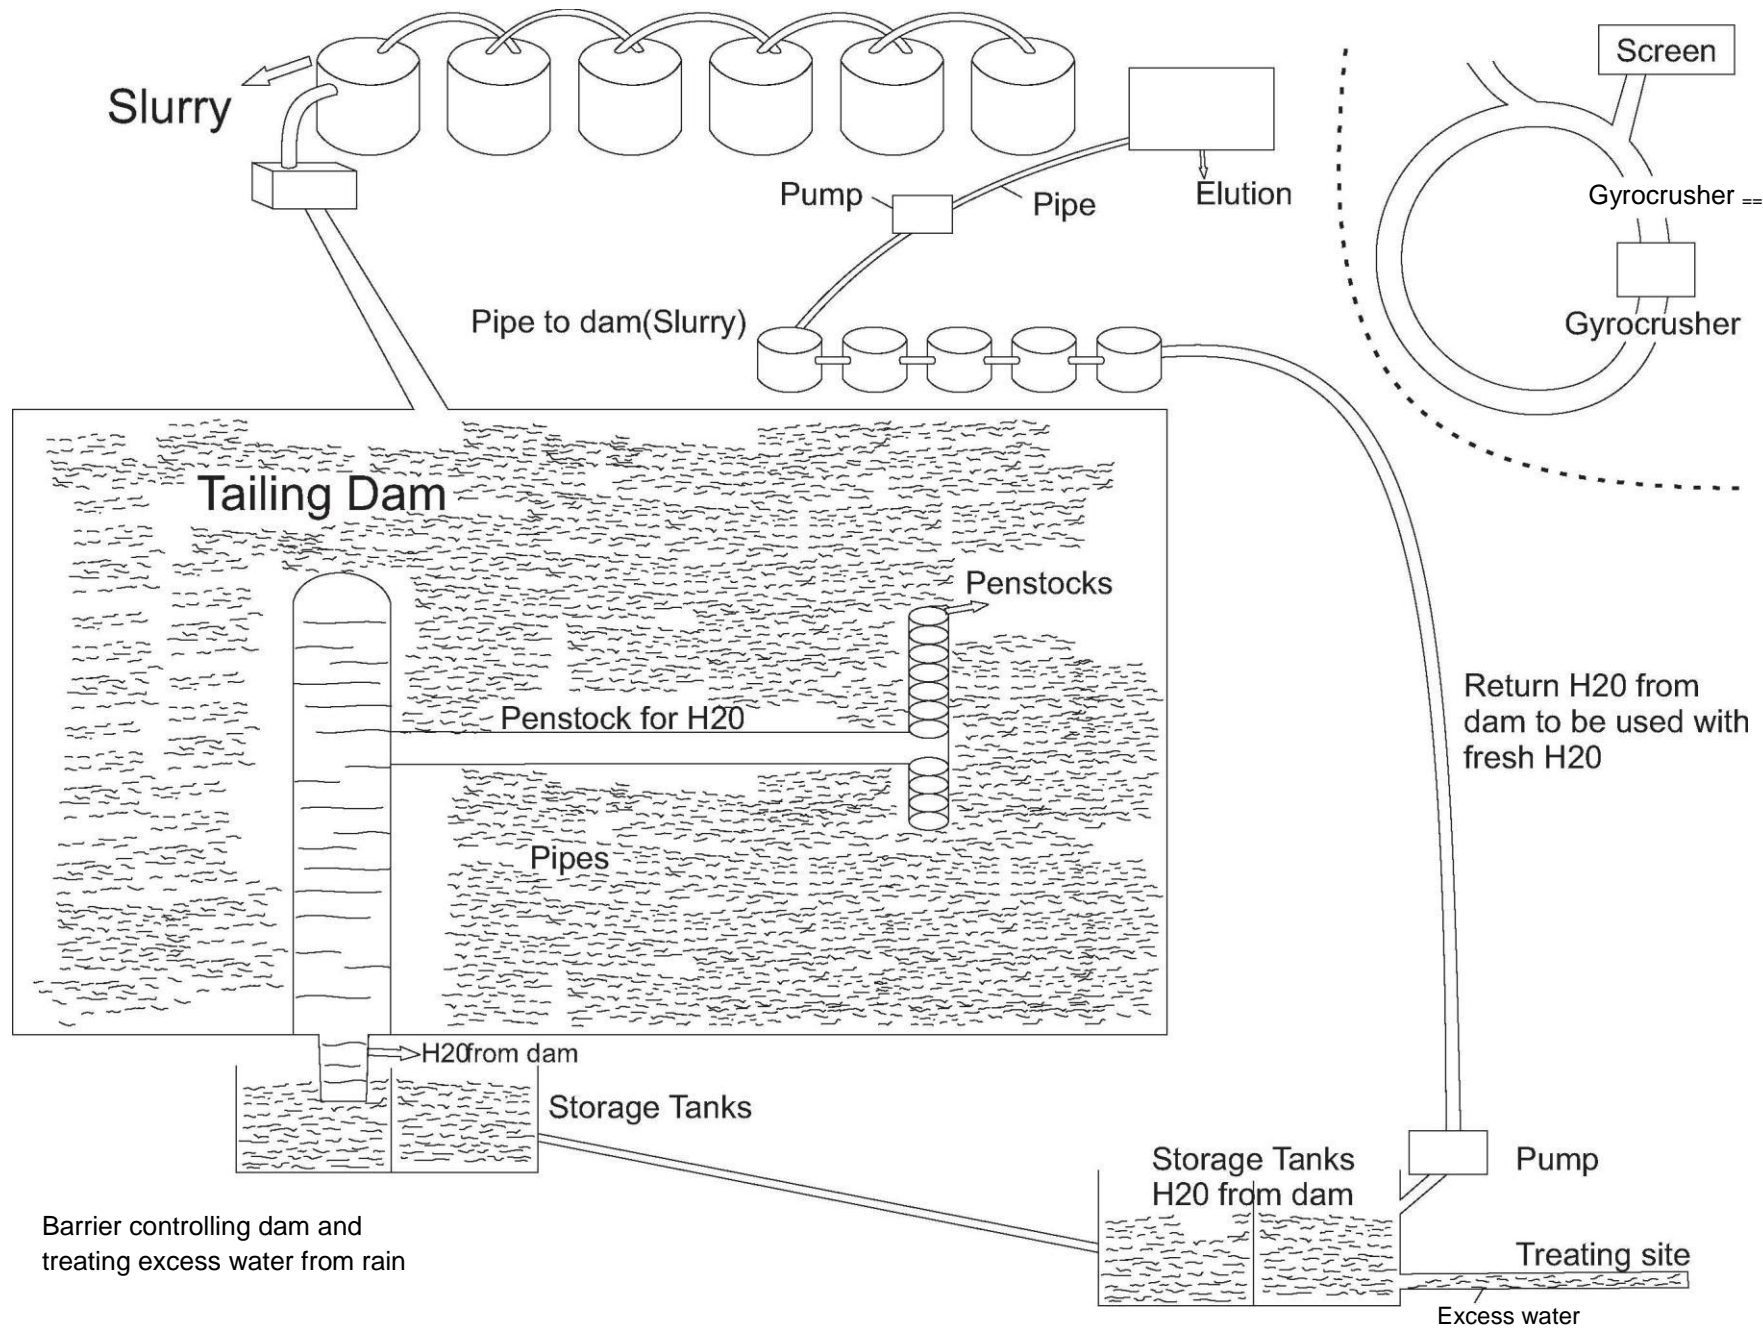 Screen
Slurry
Pump
Pipe
Elution
Gyrocrusher ==
Pipe to dam(Slurry)
Gyrocrusher
Tailing Dam
Penstocks
Return H20 from
dam to be used with
fresh H20
Penstock for H20
Pipes
H20from dam
Storage Tanks
Storage Tanks
H20 from dam
Pump
Barrier controlling dam and
treating excess water from rain
Treating site
Excess water